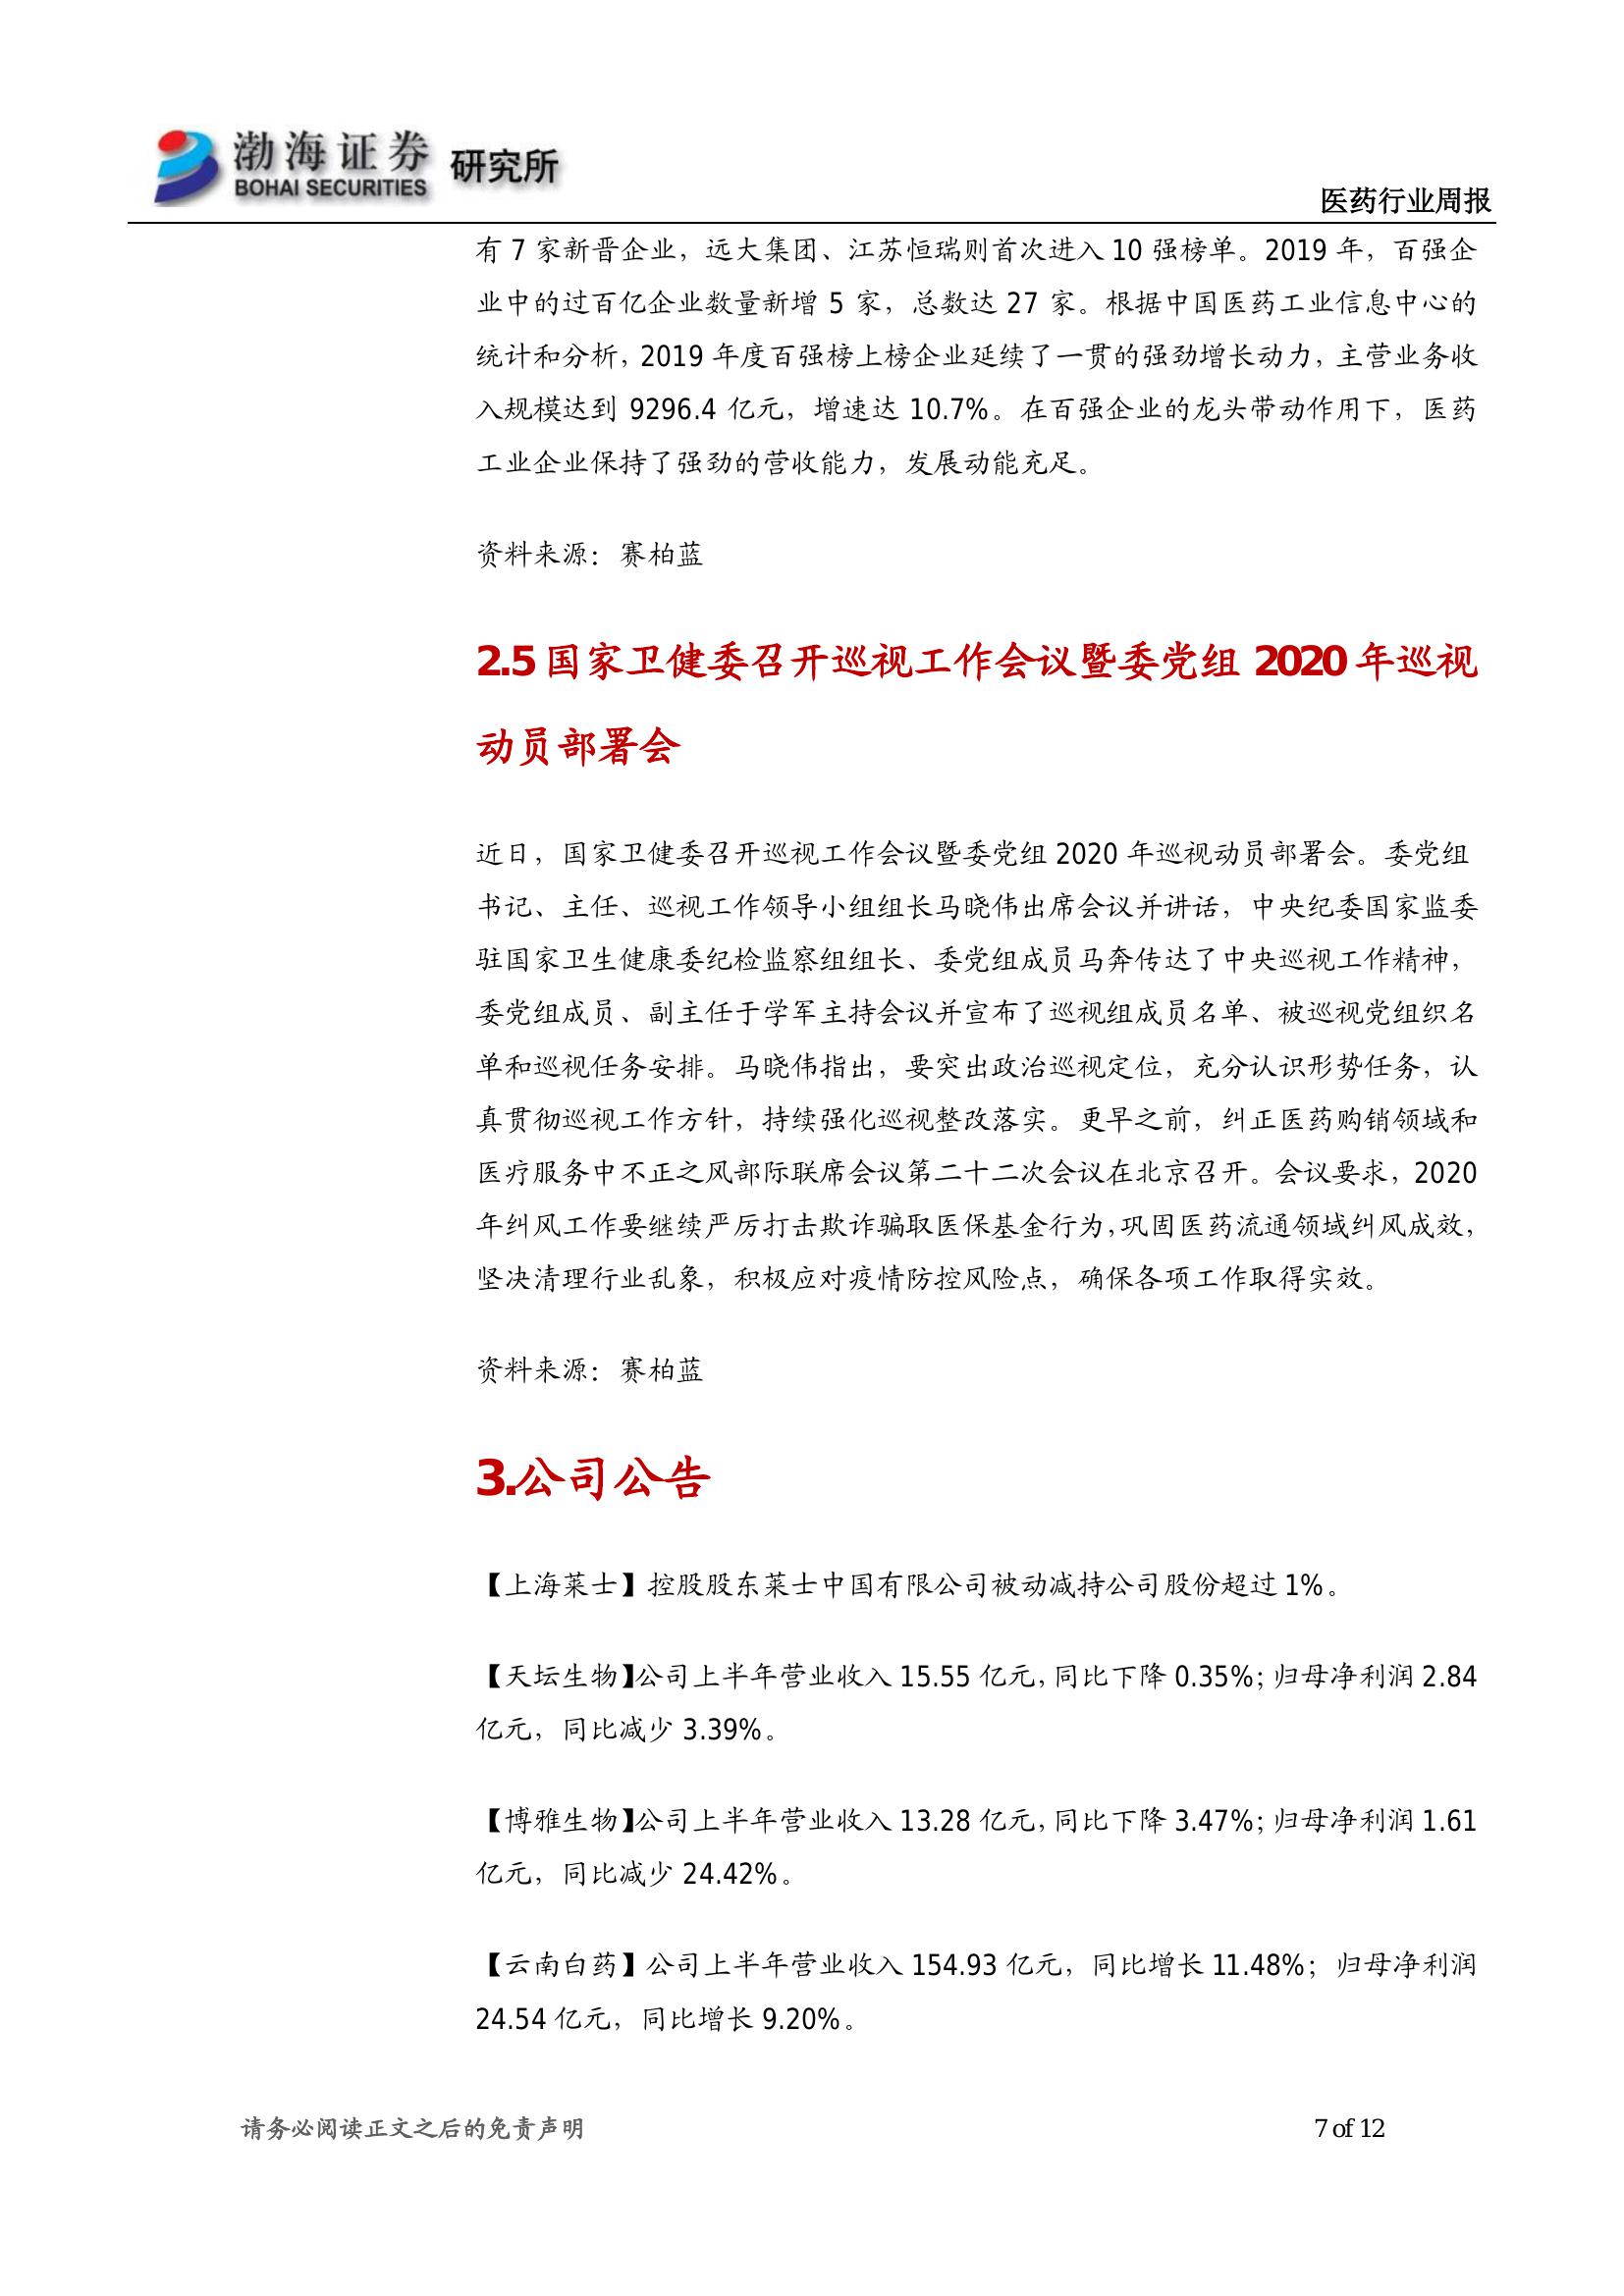 渤海证券
BOHAI SECURITIES
研究所
医药行业周报
有 7 家新晋企业，远大集团、江苏恒瑞则首次进入 10 强榜单。2019 年，百强企
业中的过百亿企业数量新增 5 家，总数达 27 家。根据中国医药工业信息中心的
统计和分析，2019 年度百强榜上榜企业延续了一贯的强劲增长动力，主营业务收
入规模达到 9296.4 亿元，增速达 10.7%。在百强企业的龙头带动作用下，医药
工业企业保持了强劲的营收能力，发展动能充足。
资料来源：赛柏蓝
2.5 国家卫健委召开巡视工作会议暨委党组 2020 年巡视
动员部署会
近日，国家卫健委召开巡视工作会议暨委党组 2020 年巡视动员部署会。委党组
书记、主任、巡视工作领导小组组长马晓伟出席会议并讲话，中央纪委国家监委
驻国家卫生健康委纪检监察组组长、委党组成员马奔传达了中央巡视工作精神，
委党组成员、副主任于学军主持会议并宣布了巡视组成员名单、被巡视党组织名
单和巡视任务安排。马晓伟指出，要突出政治巡视定位，充分认识形势任务，认
真贯彻巡视工作方针，持续强化巡视整改落实。更早之前，纠正医药购销领域和
医疗服务中不正之风部际联席会议第二十二次会议在北京召开。会议要求，2020
年纠风工作要继续严厉打击欺诈骗取医保基金行为，巩固医药流通领域纠风成效，
坚决清理行业乱象，积极应对疫情防控风险点，确保各项工作取得实效。
资料来源：赛柏蓝
3.公司公告
【上海莱士】控股股东莱士中国有限公司被动减持公司股份超过 1%。
【天坛生物】公司上半年营业收入 15.55 亿元，同比下降 0.35%；归母净利润 2.84
亿元，同比减少 3.39%。
【博雅生物】公司上半年营业收入 13.28 亿元，同比下降 3.47%；归母净利润 1.61
亿元，同比减少 24.42%。
【云南白药】公司上半年营业收入 154.93 亿元，同比增长 11.48%；归母净利润
24.54 亿元，同比增长 9.20%。
请务必阅读正文之后的免责声明
7 of 12